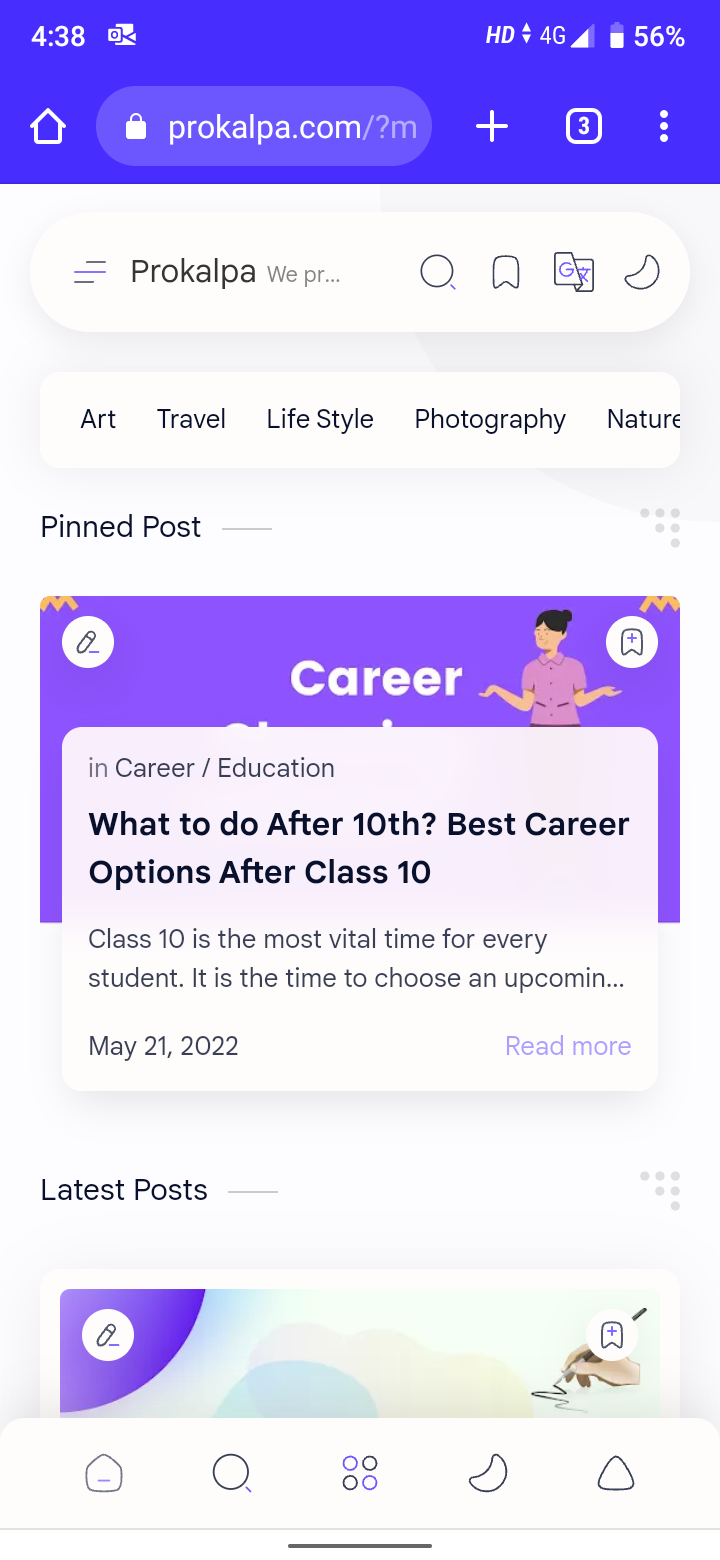 4:38 HD 4G 56%
prokalpa.com/?m
3
Prokalpa We pr...
Art Travel Life Style Photography Nature
Pinned Post
Career
in Career / Education
What to do After 10th? Best Career
Options After Class 10
Class 10 is the most vital time for every
student. It is the time to choose an upcomin...
May 21, 2022 Read more
Latest Posts